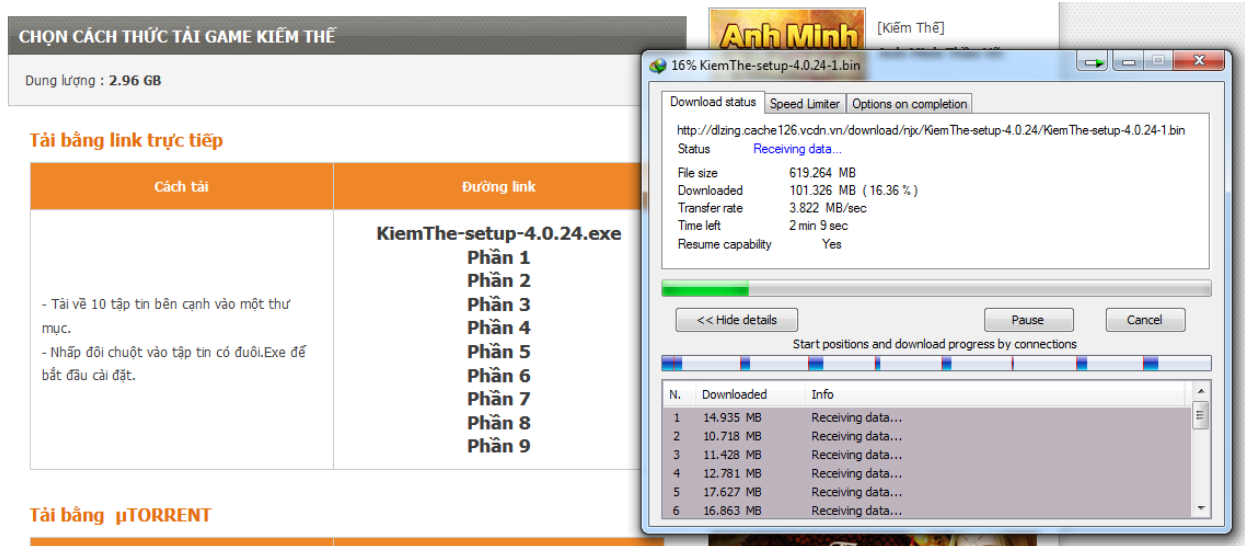 CHỌN CÁCH THỨC TẢI GAME KIẾM THẾ
Dung lượng : 2.96 GB
Tải bằng link trực tiếp
Cách tải
Đường link
- Tải về 10 tập tin bên cạnh vào một thư
mục.
- Nhấp đôi chuột vào tập tin có đuôi.Exe để
bắt đầu cài đặt.
KiemThe-setup-4.0.24.exe
Phần 1
Phần 2
Phần 3
Phần 4
Phần 5
Phần 6
Phần 7
Phần 8
Phần 9
Tải bằng µTORRENT
Anh Minh
[Kiếm Thế]
16% KiemThe-setup-4.0.24-1.bin
Download status
Speed Limiter
Options on completion
http://dlzing.cache126.vcdn.vn/download/njx/KiemThe-setup-4.0.24/KiemThe-setup-4.0.24-1.bin
Status Receiving data...
File size 619.264 MB
Downloaded 101.326 MB ( 16.36 % )
Transfer rate 3.822 MB/sec
Time left 2 min 9 sec
Resume capability Yes
<< Hide details
Pause
Cancel
Start positions and download progress by connections
N. Downloaded Info
1 14.935 MB Receiving data...
2 10.718 MB Receiving data...
3 11.428 MB Receiving data...
4 12.781 MB Receiving data...
5 17.627 MB Receiving data...
6 16.863 MB Receiving data...